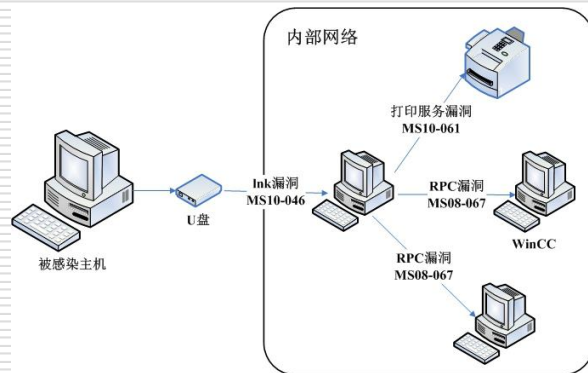 内部网络
打印服务漏洞
MS10-061
lnk漏洞
MS10-046
RPC漏洞
MS08-067
U盘
WinCC
被感染主机
RPC漏洞
MS08-067